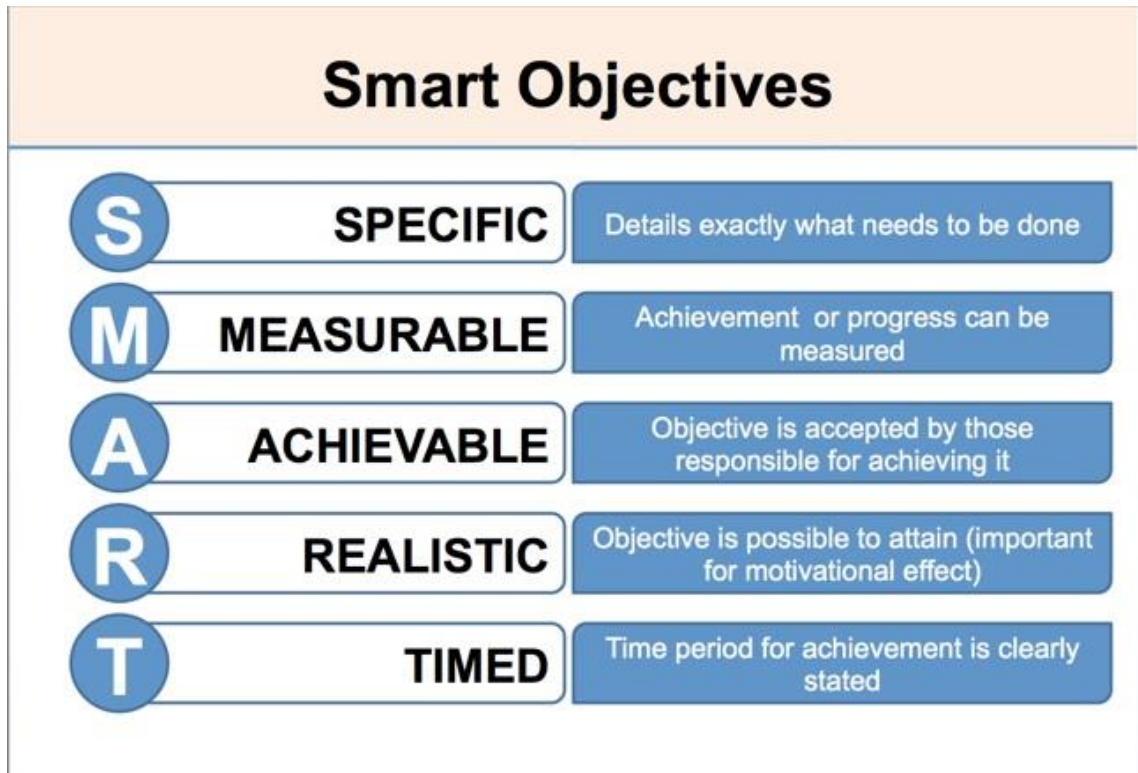 Smart Objectives
S SPECIFIC Details exactly what needs to be done
M MEASURABLE Achievement or progress can be
measured
A ACHIEVABLE Objective is accepted by those
responsible for achieving it
R REALISTIC Objective is possible to attain (important
for motivational effect)
T TIMED Time period for achievement is clearly
stated